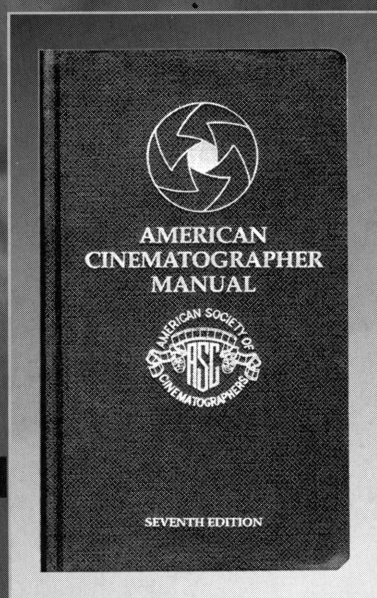 AMERICAN
CINEMATOGRAPHER
MANUAL
AMERICAN SOCIETY OF
ASC
CINEMATOGRAPHERS
SEVENTH EDITION